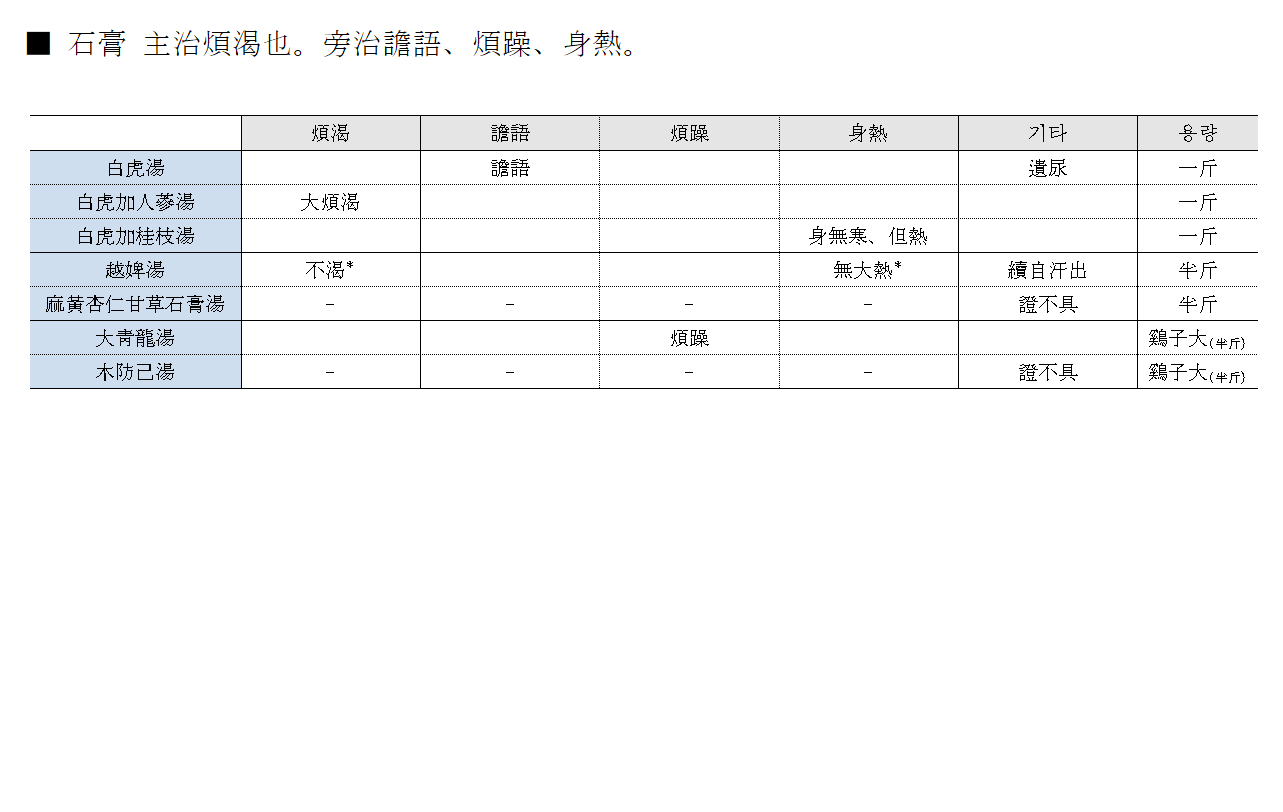 ■ 石膏 主治煩渴也。旁治譫語、煩躁、身熱。
煩渴 譫語 煩躁 身熱 기타 용량
白虎湯 譫語 遺尿 一斤
白虎加人蔘湯 大煩渴 一斤
白虎加桂枝湯 身無寒、但熱 一斤
越婢湯 不渴* 無大熱* 續自汗出 半斤
麻黃杏仁甘草石膏湯 - - - - 證不具 半斤
大靑龍湯 煩躁 鷄子大(半斤)
木防己湯 - - - - 證不具 鷄子大(半斤)